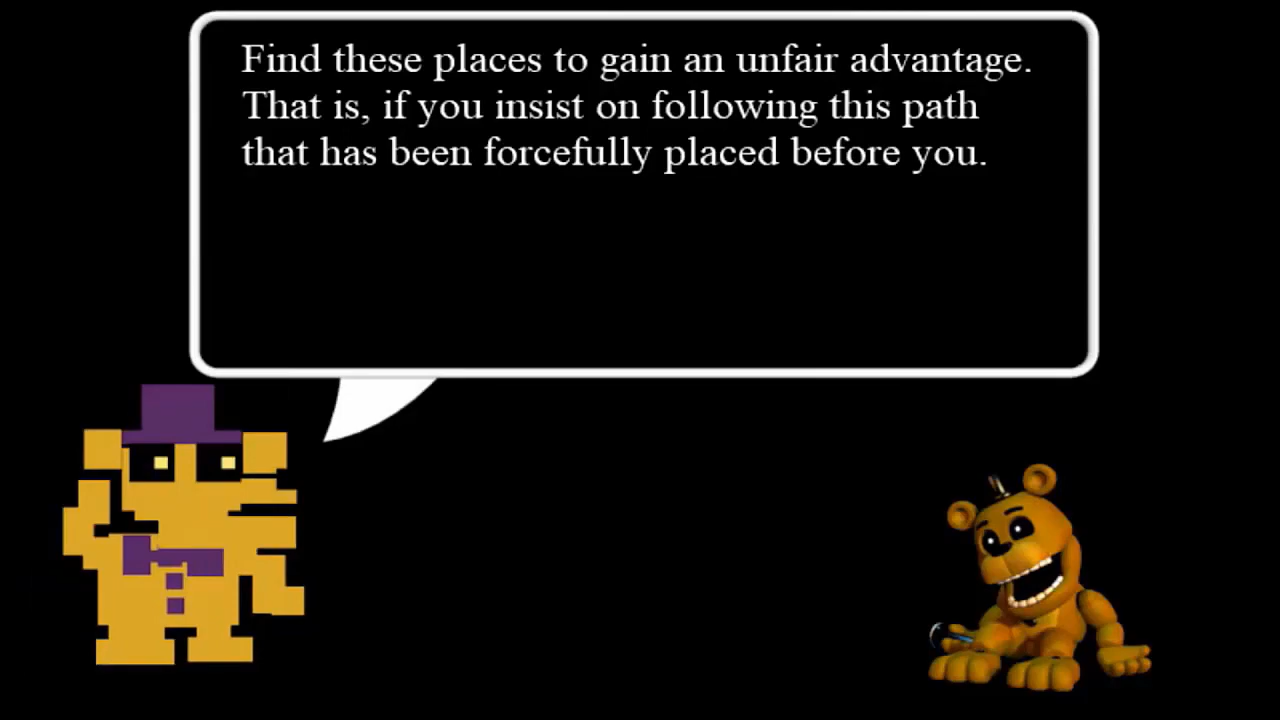 Find these places to gain an unfair advantage.
That is, if you insist on following this path
that has been forcefully placed before you.